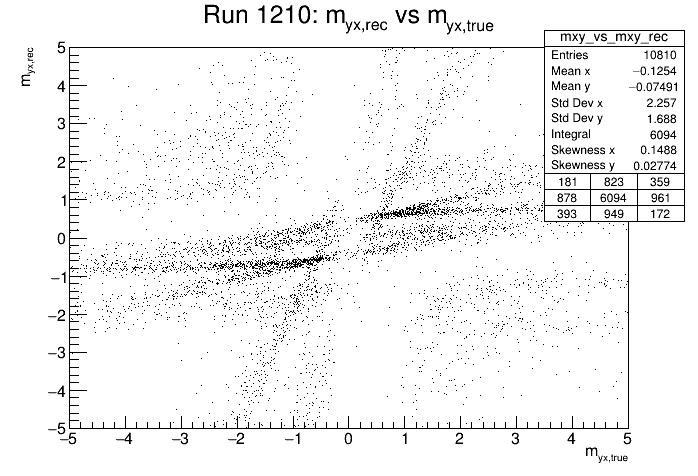 Run 1210: m_yx,rec vs m_yx,true
mxy_vs_mxy_rec
Entries 10810
Mean x −0.1254
Mean y −0.07491
Std Dev x 2.257
Std Dev y 1.688
Integral 6094
Skewness x 0.1488
Skewness y 0.02774
181 823 359
878 6094 961
393 949 172
m_yx,rec
5
4
3
2
1
0
−1
−2
−3
−4
−5
−5 −4 −3 −2 −1 0 1 2 3 4 5
m_yx,true